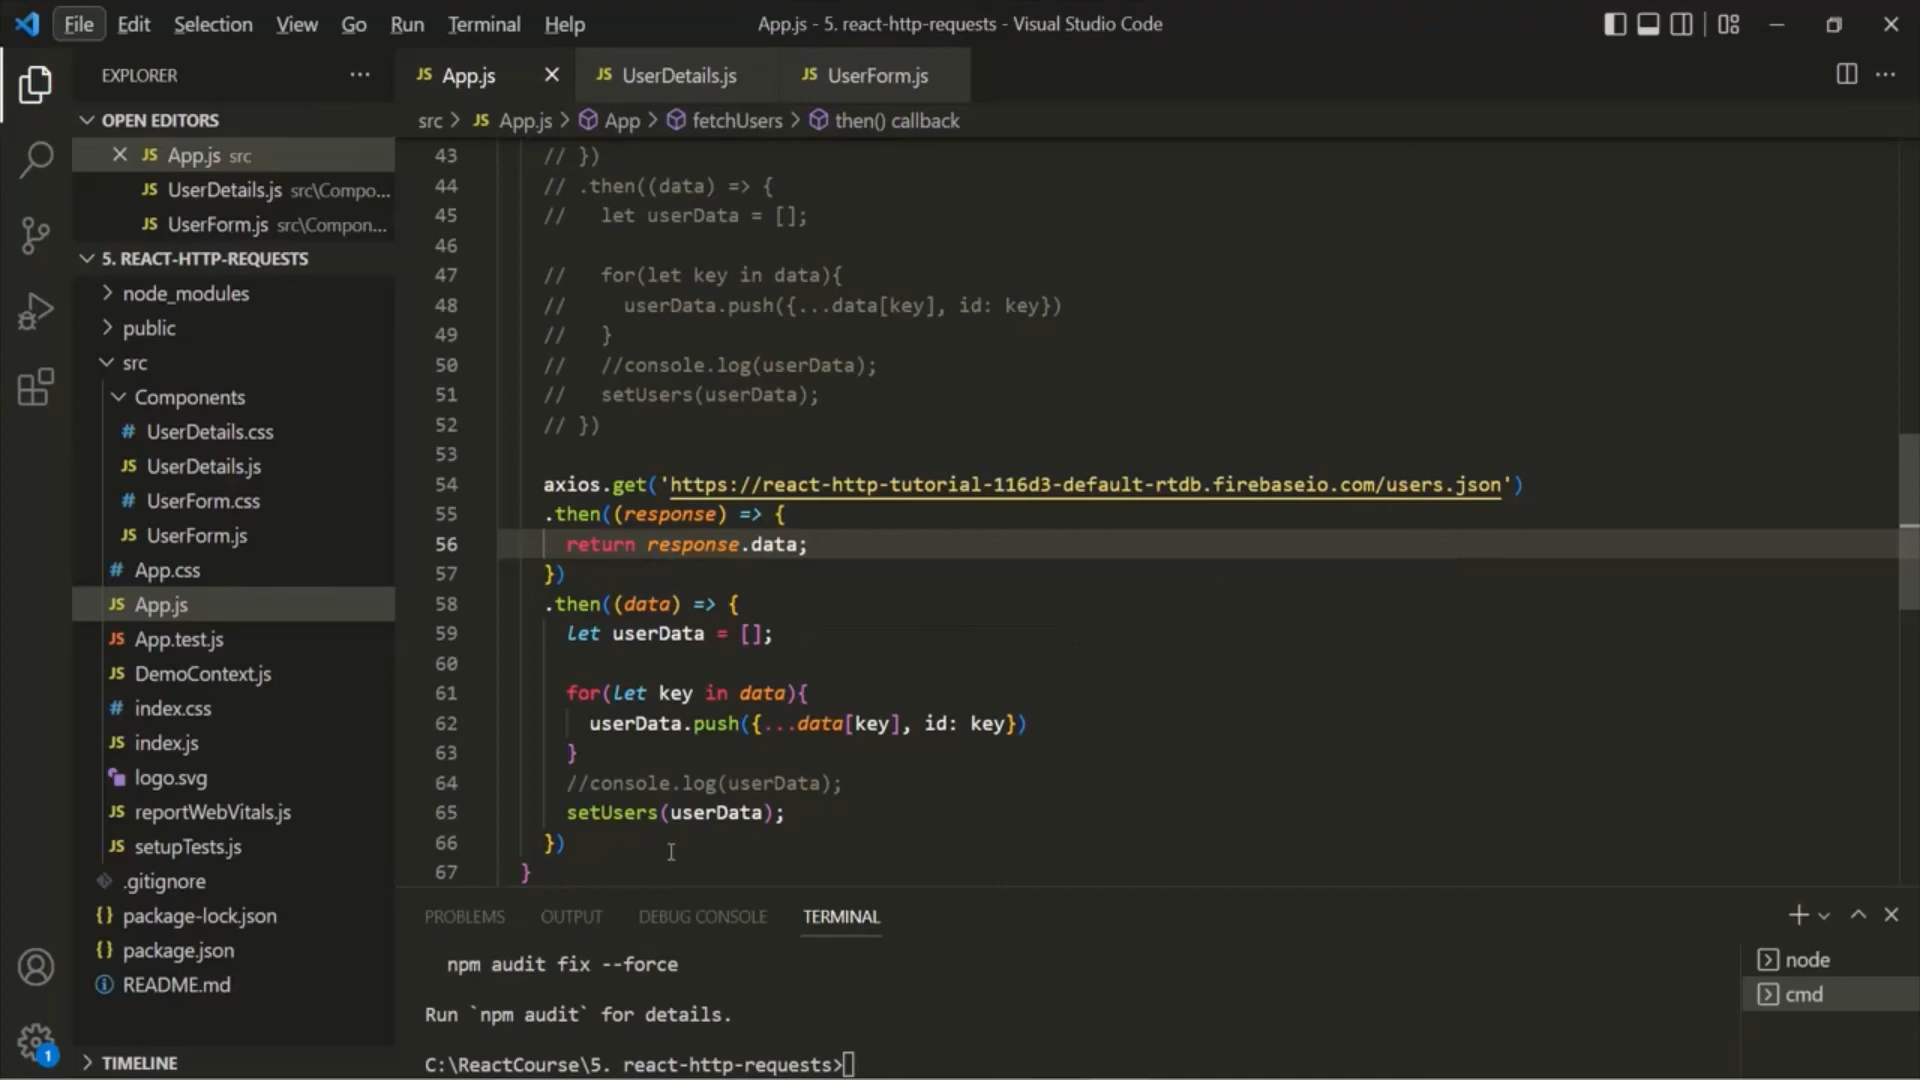 File Edit Selection View Go Run Terminal Help
App.js - 5. react-http-requests - Visual Studio Code
EXPLORER
OPEN EDITORS
JS App.js src
JS UserDetails.js src\Compo...
JS UserForm.js src\Compon...
5. REACT-HTTP-REQUESTS
node_modules
public
src
Components
# UserDetails.css
JS UserDetails.js
# UserForm.css
JS UserForm.js
# App.css
JS App.js
JS App.test.js
JS DemoContext.js
# index.css
JS index.js
logo.svg
JS reportWebVitals.js
JS setupTests.js
.gitignore
{} package-lock.json
{} package.json
README.md
TIMELINE
1
JS App.js
JS UserDetails.js
JS UserForm.js
src > JS App.js > App > fetchUsers > then() callback
43 // })
44 // .then((data) => {
45 // let userData = [];
46
47 // for(let key in data){
48 // userData.push({...data[key], id: key})
49 // }
50 // //console.log(userData);
51 // setUsers(userData);
52 // })
53
54 axios.get('https://react-http-tutorial-116d3-default-rtdb.firebaseio.com/users.json')
55 .then((response) => {
56 return response.data;
57 })
58 .then((data) => {
59 let userData = [];
60
61 for(let key in data){
62 userData.push({...data[key], id: key})
63 }
64 //console.log(userData);
65 setUsers(userData);
66 })
67 }
PROBLEMS OUTPUT DEBUG CONSOLE TERMINAL
npm audit fix --force
Run `npm audit` for details.
C:\ReactCourse\5. react-http-requests>
node
cmd